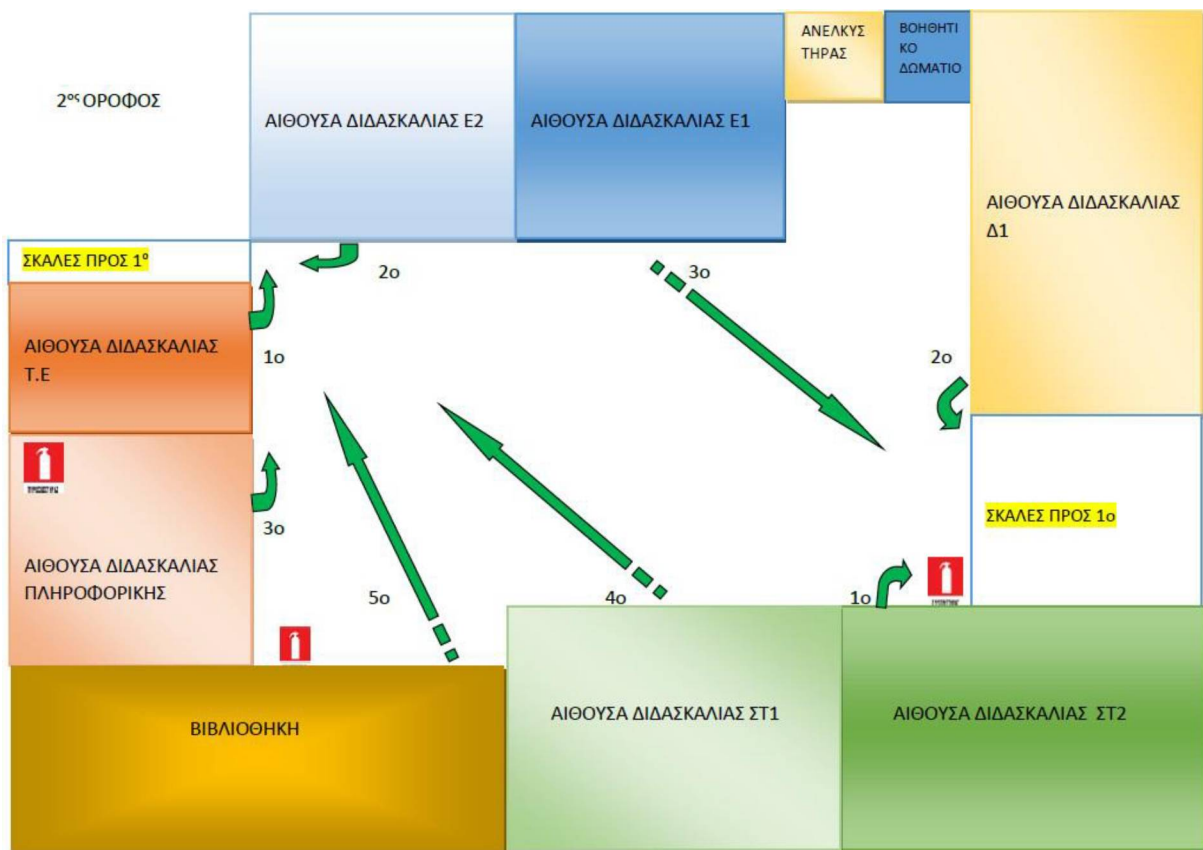 2ος ΟΡΟΦΟΣ
ΑΙΘΟΥΣΑ ΔΙΔΑΣΚΑΛΙΑΣ Ε2
ΑΙΘΟΥΣΑ ΔΙΔΑΣΚΑΛΙΑΣ Ε1
ΑΝΕΛΚΥΣ
ΤΗΡΑΣ
ΒΟΗΘΗΤΙ
ΚΟ
ΔΩΜΑΤΙΟ
ΑΙΘΟΥΣΑ ΔΙΔΑΣΚΑΛΙΑΣ
Δ1
ΣΚΑΛΕΣ ΠΡΟΣ 1ο
2ο
3ο
ΑΙΘΟΥΣΑ ΔΙΔΑΣΚΑΛΙΑΣ
Τ.Ε
1ο
2ο
ΣΚΑΛΕΣ ΠΡΟΣ 1ο
3ο
ΑΙΘΟΥΣΑ ΔΙΔΑΣΚΑΛΙΑΣ
ΠΛΗΡΟΦΟΡΙΚΗΣ
5ο
4ο
1ο
ΒΙΒΛΙΟΘΗΚΗ
ΑΙΘΟΥΣΑ ΔΙΔΑΣΚΑΛΙΑΣ ΣΤ1
ΑΙΘΟΥΣΑ ΔΙΔΑΣΚΑΛΙΑΣ ΣΤ2